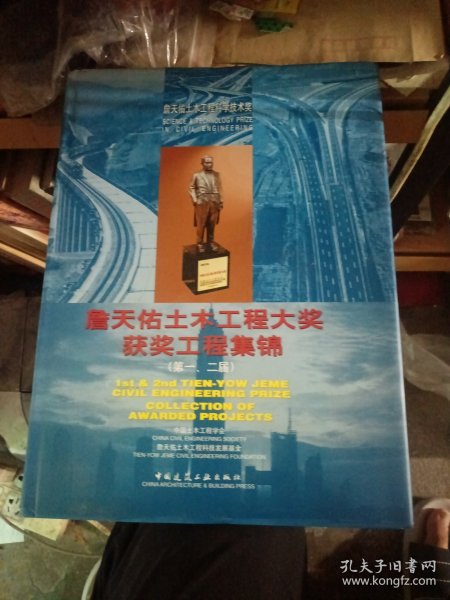 詹天佑土木工程科学技术奖
SCIENCE & TECHNOLOGY PRIZE
IN CIVIL ENGINEERING
詹天佑土木工程大奖
获奖工程集锦
(第一、二届)
1st & 2nd TIEN-YOW JEME
CIVIL ENGINEERING PRIZE
COLLECTION OF
AWARDED PROJECTS
中国土木工程学会
CHINA CIVIL ENGINEERING SOCIETY
詹天佑土木工程科技发展基金
TIEN-YOW JEME CIVIL ENGINEERING FOUNDATION
中国建筑工业出版社
CHINA ARCHITECTURE & BUILDING PRESS
孔夫子旧书网
www.kongfz.com